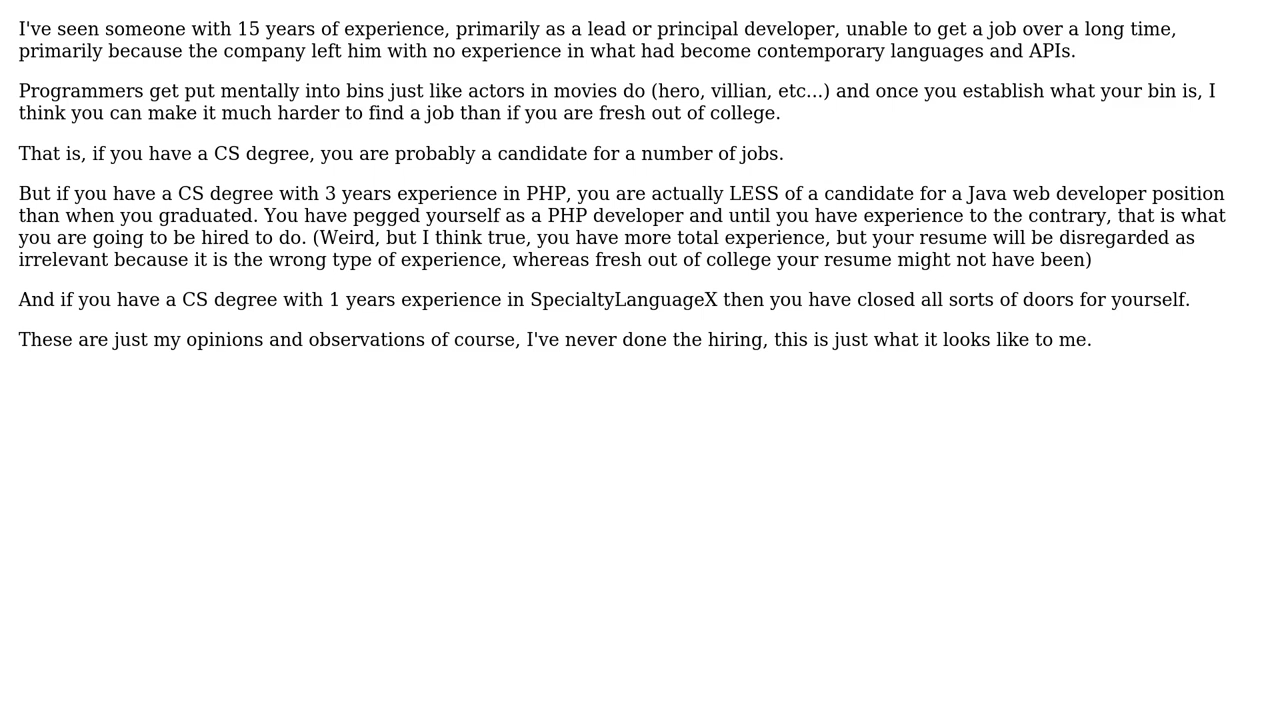 I've seen someone with 15 years of experience, primarily as a lead or principal developer, unable to get a job over a long time,
primarily because the company left him with no experience in what had become contemporary languages and APIs.
Programmers get put mentally into bins just like actors in movies do (hero, villian, etc...) and once you establish what your bin is, I
think you can make it much harder to find a job than if you are fresh out of college.
That is, if you have a CS degree, you are probably a candidate for a number of jobs.
But if you have a CS degree with 3 years experience in PHP, you are actually LESS of a candidate for a Java web developer position
than when you graduated. You have pegged yourself as a PHP developer and until you have experience to the contrary, that is what
you are going to be hired to do. (Weird, but I think true, you have more total experience, but your resume will be disregarded as
irrelevant because it is the wrong type of experience, whereas fresh out of college your resume might not have been)
And if you have a CS degree with 1 years experience in SpecialtyLanguageX then you have closed all sorts of doors for yourself.
These are just my opinions and observations of course, I've never done the hiring, this is just what it looks like to me.